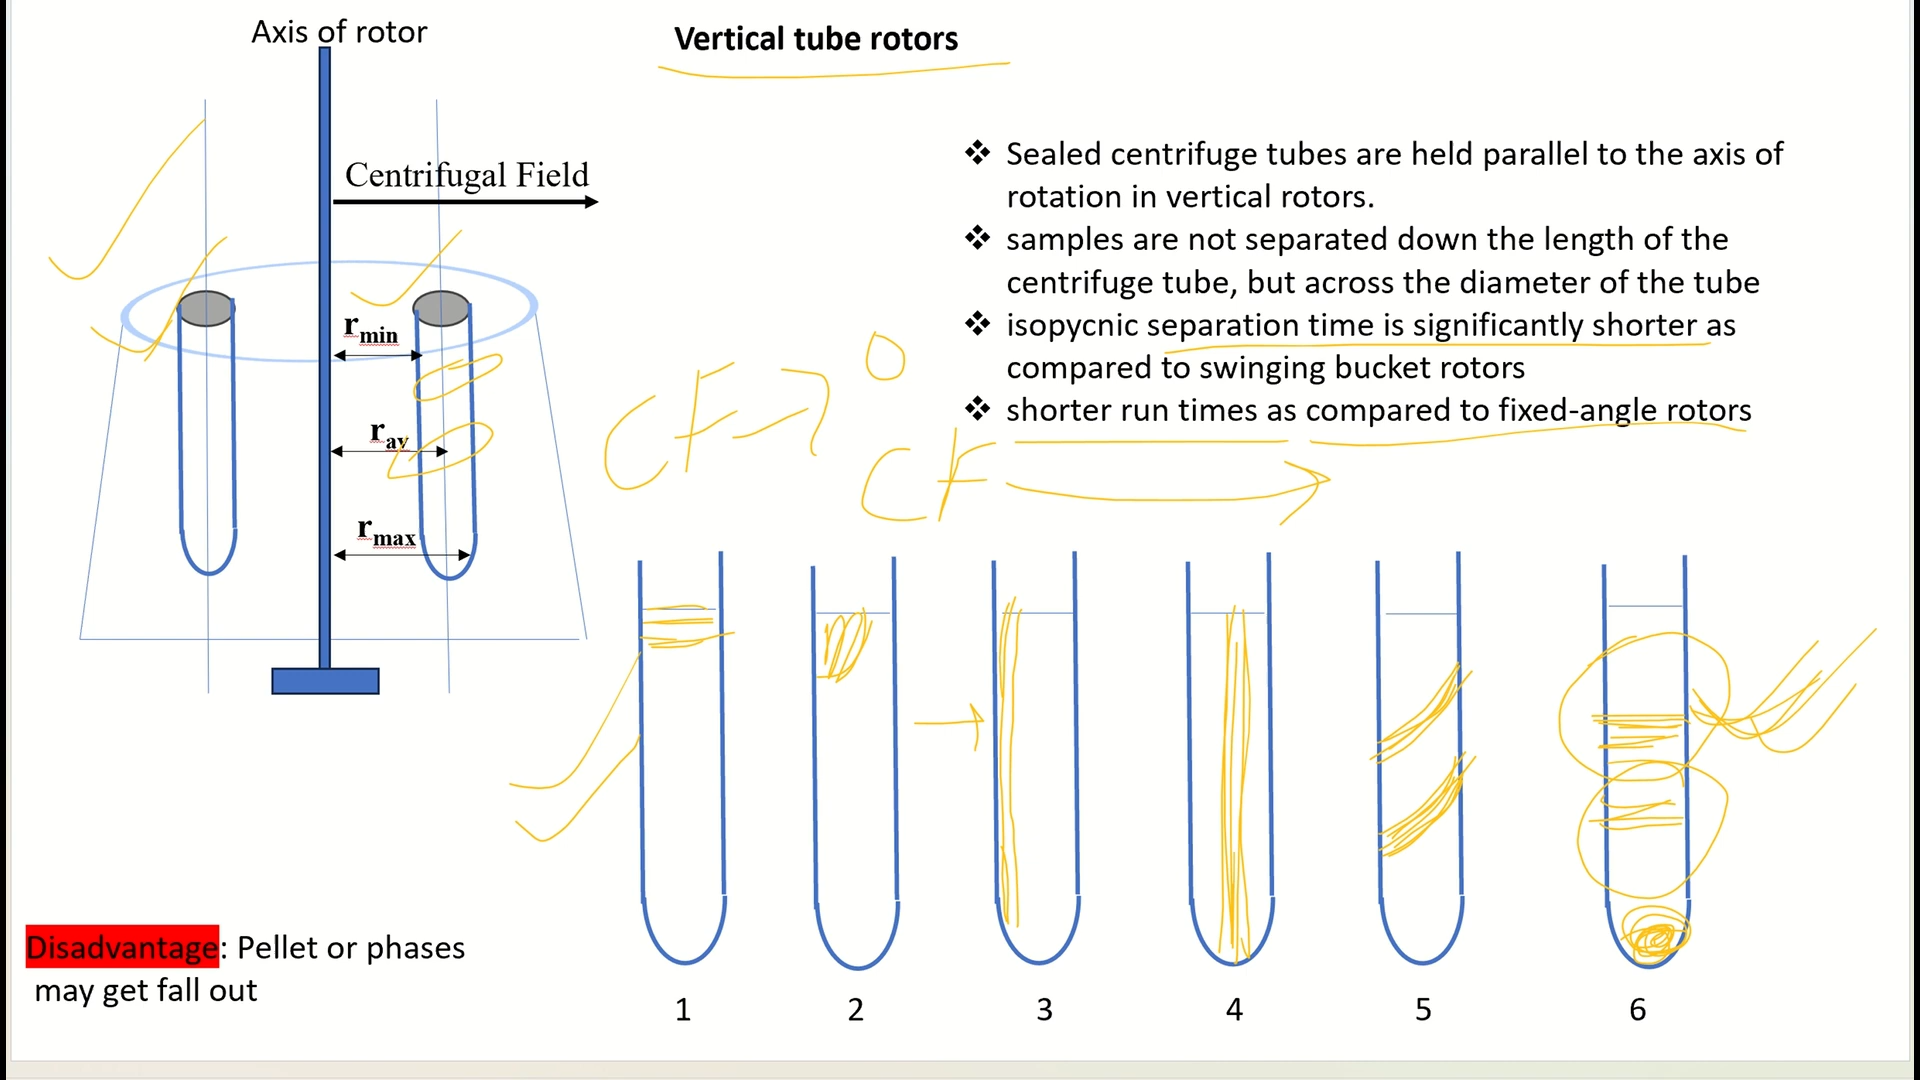 Axis of rotor
Vertical tube rotors
Centrifugal Field
❖ Sealed centrifuge tubes are held parallel to the axis of
rotation in vertical rotors.
❖ samples are not separated down the length of the
centrifuge tube, but across the diameter of the tube
❖ isopycnic separation time is significantly shorter as
compared to swinging bucket rotors
❖ shorter run times as compared to fixed-angle rotors
rmin
rav
rmax
CF → 0
CF →
Disadvantage: Pellet or phases
may get fall out
1 2 3 4 5 6